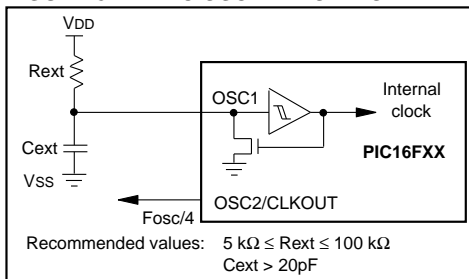 VDD
Rext
OSC1
Internal
clock
Cext
PIC16FXX
VSS
OSC2/CLKOUT
Fosc/4
Recommended values: 5 kΩ ≤ Rext ≤ 100 kΩ
Cext > 20pF